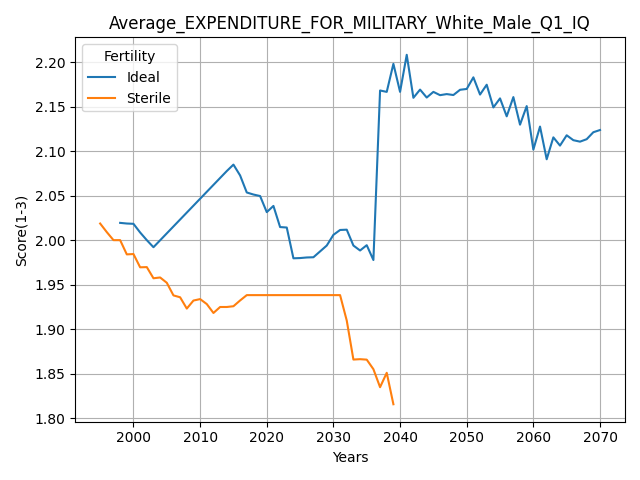 Average_EXPENDITURE_FOR_MILITARY_White_Male_Q1_IQ
Fertility
Ideal
Sterile
Score(1-3)
2.20
2.15
2.10
2.05
2.00
1.95
1.90
1.85
1.80
2000 2010 2020 2030 2040 2050 2060 2070
Years